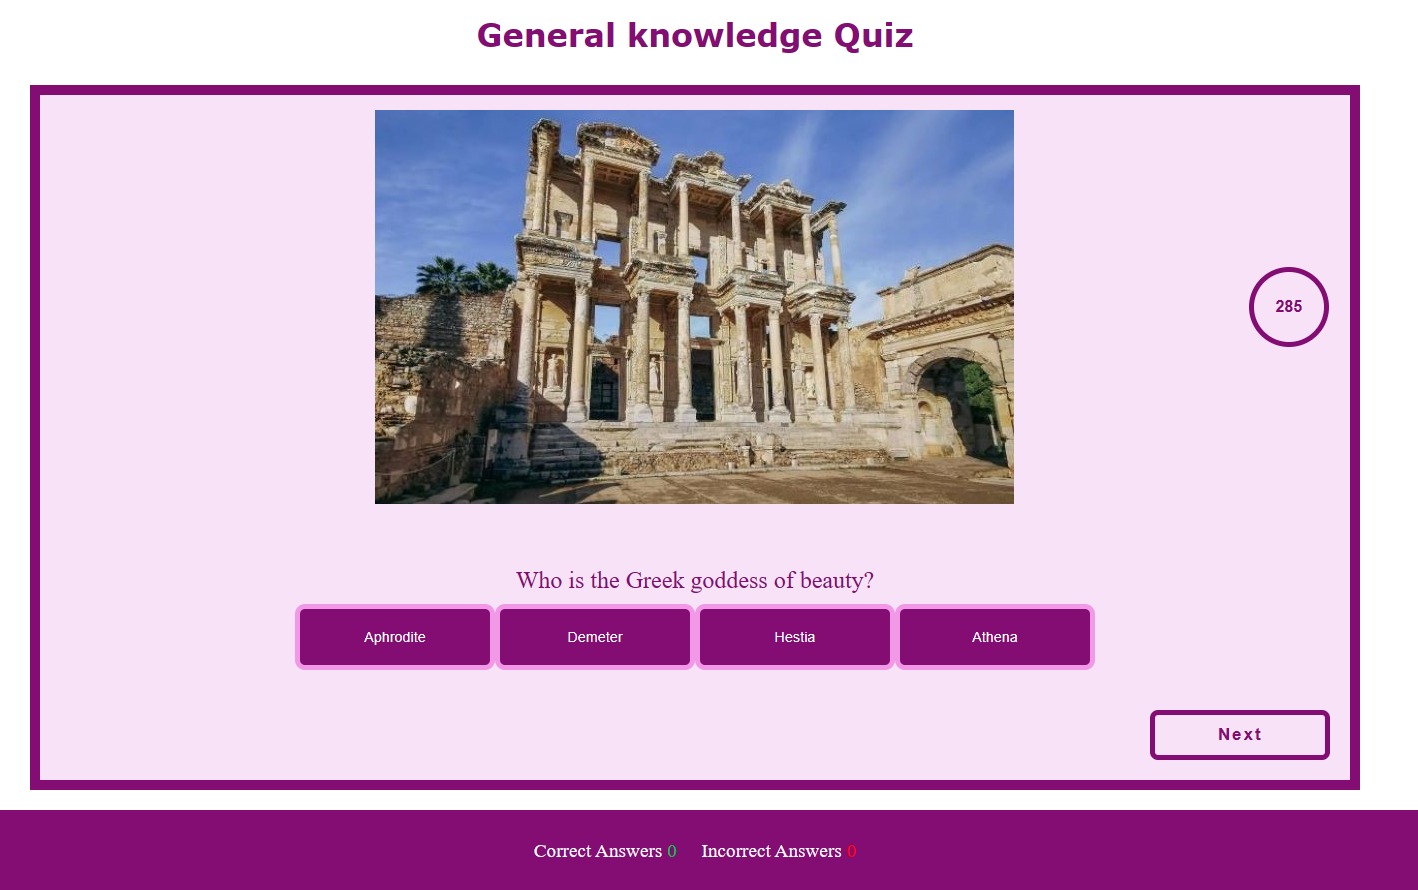 General knowledge Quiz
285
Who is the Greek goddess of beauty?
Aphrodite Demeter Hestia Athena
Next
Correct Answers 0 Incorrect Answers 0